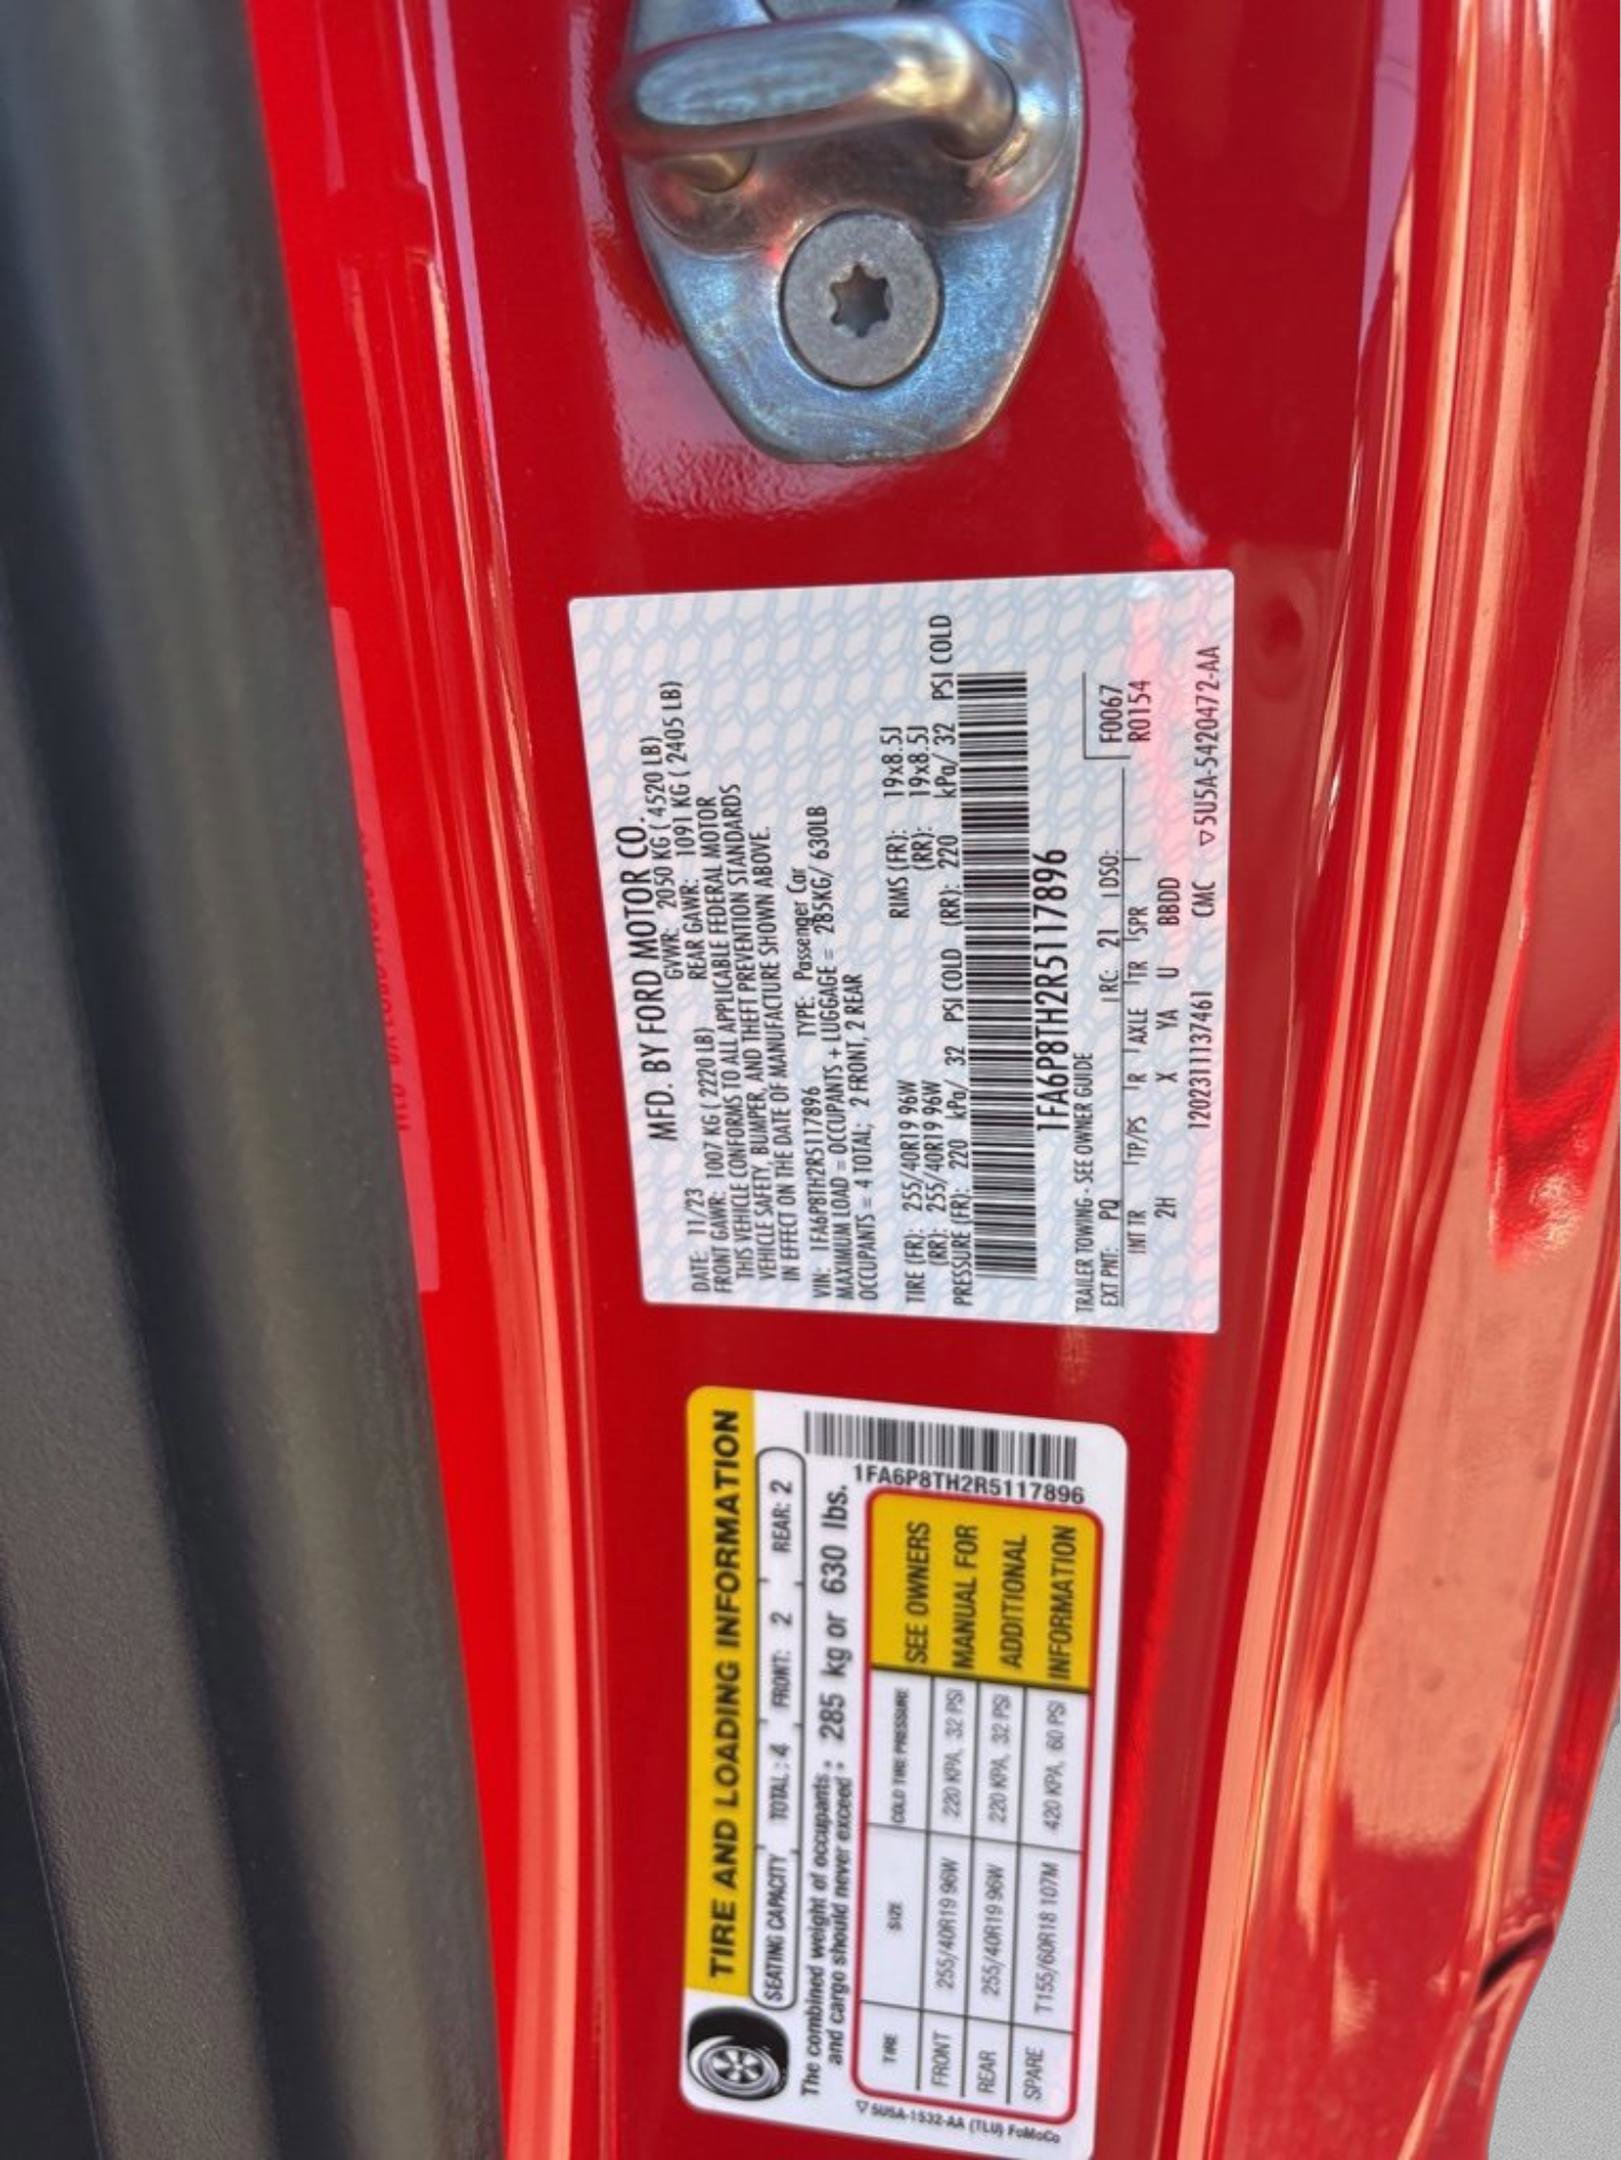 MFD. BY FORD MOTOR CO.
DATE: 11/23 GVWR: 2050 KG ( 4520 LB)
FRONT GAWR: 1007 KG ( 2220 LB) REAR GAWR: 1091 KG ( 2405 LB)
THIS VEHICLE CONFORMS TO ALL APPLICABLE FEDERAL MOTOR
VEHICLE SAFETY, BUMPER, AND THEFT PREVENTION STANDARDS
IN EFFECT ON THE DATE OF MANUFACTURE SHOWN ABOVE.
VIN: 1FA6P8TH2R5117896 TYPE: Passenger Car
MAXIMUM LOAD = OCCUPANTS + LUGGAGE = 285KG/ 630LB
OCCUPANTS = 4 TOTAL; 2 FRONT, 2 REAR
TIRE (FR): 255/40R19 96W RIMS (FR): 19x8.5J
(RR): 255/40R19 96W (RR): 19x8.5J
PRESSURE (FR): 220 kPa/ 32 PSI COLD (RR): 220 kPa/ 32 PSI COLD
1FA6P8TH2R5117896
TRAILER TOWING - SEE OWNER GUIDE
EXT PNT: PQ RC: 21 DSO: F0067
INT TR TP/PS R AXLE TR SPR R0154
2H X YA U BBDD
1202311137461 CMC ▽5U5A-5420472-AA
TIRE AND LOADING INFORMATION
SEATING CAPACITY TOTAL: 4 FRONT: 2 REAR: 2
The combined weight of occupants
and cargo should never exceed : 285 kg or 630 lbs.
1FA6P8TH2R5117896
TIRE SIZE COLD TIRE PRESSURE SEE OWNERS
FRONT 255/40R19 96W 220 KPA, 32 PSI MANUAL FOR
REAR 255/40R19 96W 220 KPA, 32 PSI ADDITIONAL
SPARE T155/60R18 107M 420 KPA, 60 PSI INFORMATION
▽5U5A-1532-AA (TLU) FoMoCo